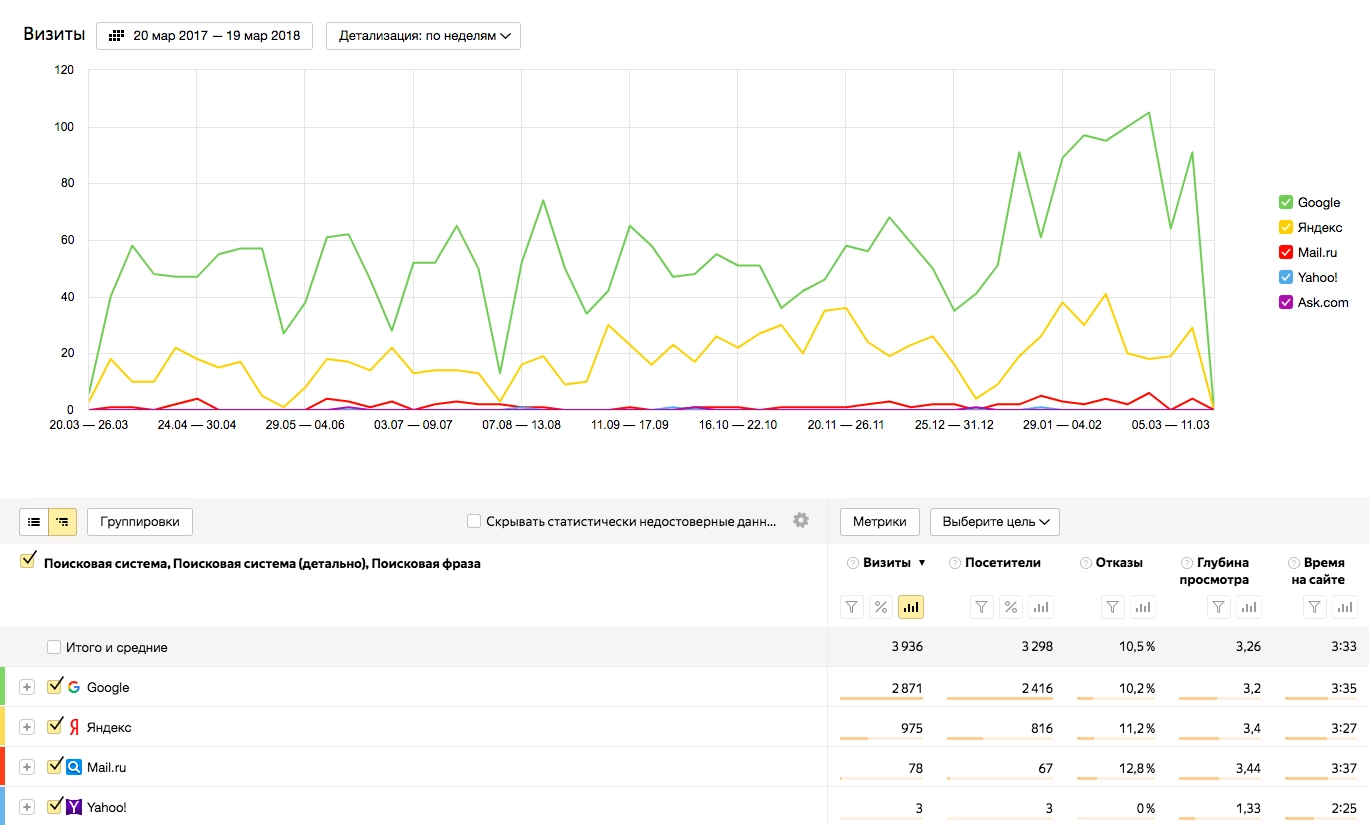 Визиты
20 мар 2017 — 19 мар 2018
Детализация: по неделям
120
100
80
60
40
20
0
20.03 — 26.03 24.04 — 30.04 29.05 — 04.06 03.07 — 09.07 07.08 — 13.08 11.09 — 17.09 16.10 — 22.10 20.11 — 26.11 25.12 — 31.12 29.01 — 04.02 05.03 — 11.03
Google
Яндекс
Mail.ru
Yahoo!
Ask.com
Группировки
Скрывать статистически недостоверные данн...
Метрики
Выберите цель
Поисковая система, Поисковая система (детально), Поисковая фраза
? Визиты ▼
? Посетители
? Отказы
? Глубина
просмотра
? Время
на сайте
% %
Итого и средние 3 936 3 298 10,5 % 3,26 3:33
+ Google 2 871 2 416 10,2 % 3,2 3:35
+ Яндекс 975 816 11,2 % 3,4 3:27
+ Mail.ru 78 67 12,8 % 3,44 3:37
+ Yahoo! 3 3 0 % 1,33 2:25